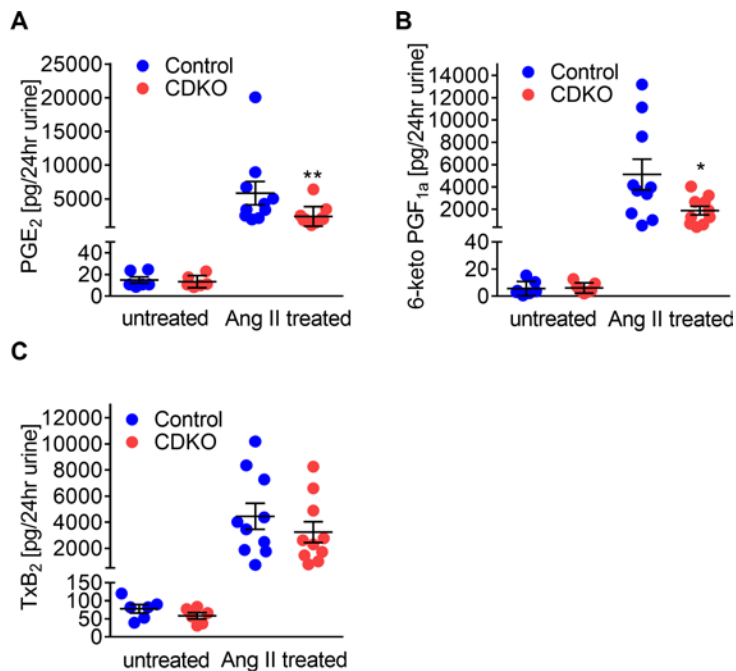 A
Control
CDKO
PGE2 [pg/24hr urine]
25000
20000
15000
10000
5000
40
20
0
**
untreated Ang II treated
B
Control
CDKO
6-keto PGF1a [pg/24hr urine]
14000
12000
10000
8000
6000
4000
2000
40
20
0
*
untreated Ang II treated
C
Control
CDKO
TxB2 [pg/24hr urine]
12000
10000
8000
6000
4000
2000
150
100
50
0
untreated Ang II treated